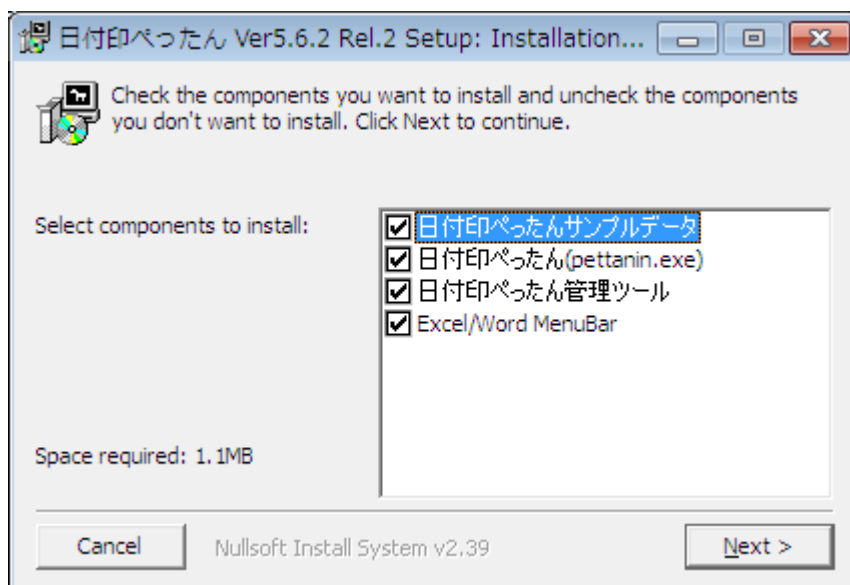 日付印ぺったん Ver5.6.2 Rel.2 Setup: Installation...
Check the components you want to install and uncheck the components
you don't want to install. Click Next to continue.
Select components to install:
日付印ぺったんサンプルデータ
日付印ぺったん(pettanin.exe)
日付印ぺったん管理ツール
Excel/Word MenuBar
Space required: 1.1MB
Cancel
Nullsoft Install System v2.39
Next >